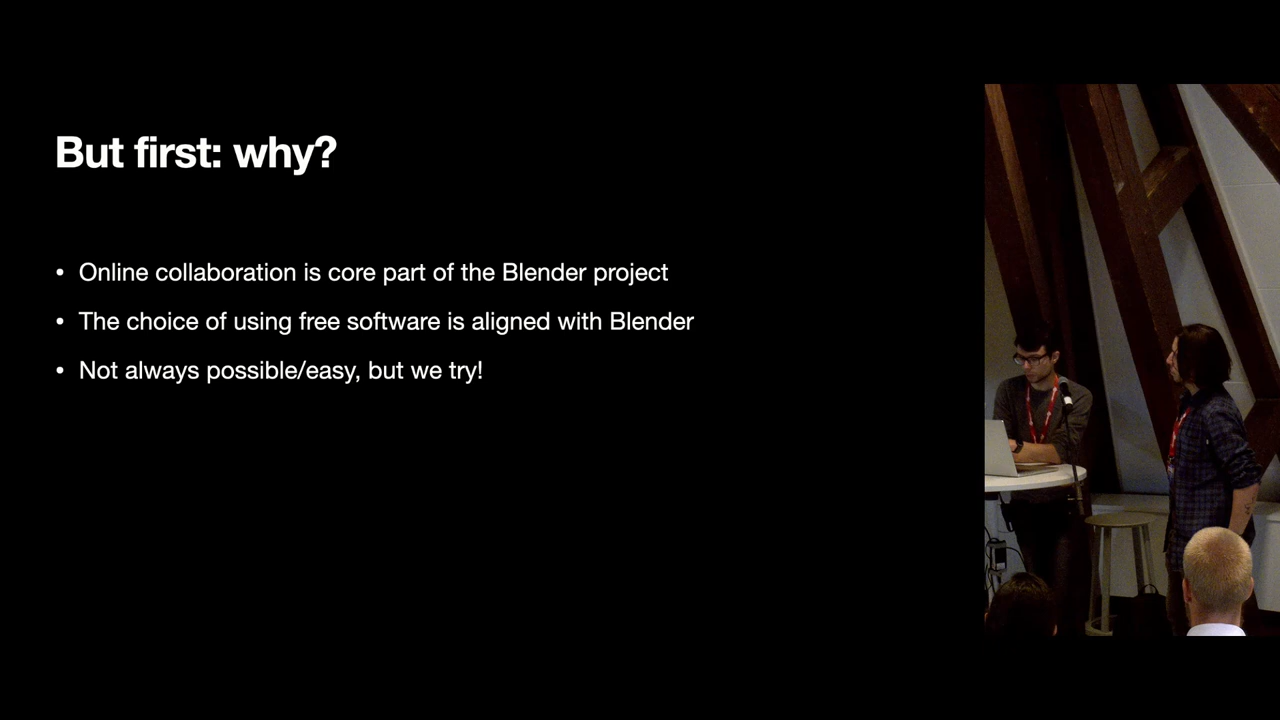 But first: why?
• Online collaboration is core part of the Blender project
• The choice of using free software is aligned with Blender
• Not always possible/easy, but we try!